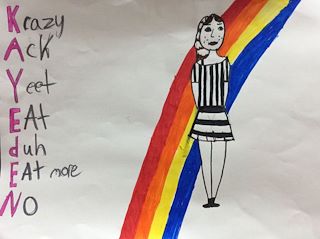 Krazy
AcK
Yeet
EAt
duh
EAt more
NO